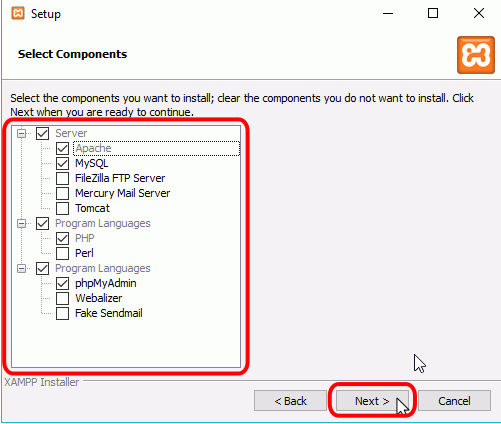 Setup
Select Components
Select the components you want to install; clear the components you do not want to install. Click
Next when you are ready to continue.
Server
Apache
MySQL
FileZilla FTP Server
Mercury Mail Server
Tomcat
Program Languages
PHP
Perl
Program Languages
phpMyAdmin
Webalizer
Fake Sendmail
XAMPP Installer
< Back
Next >
Cancel